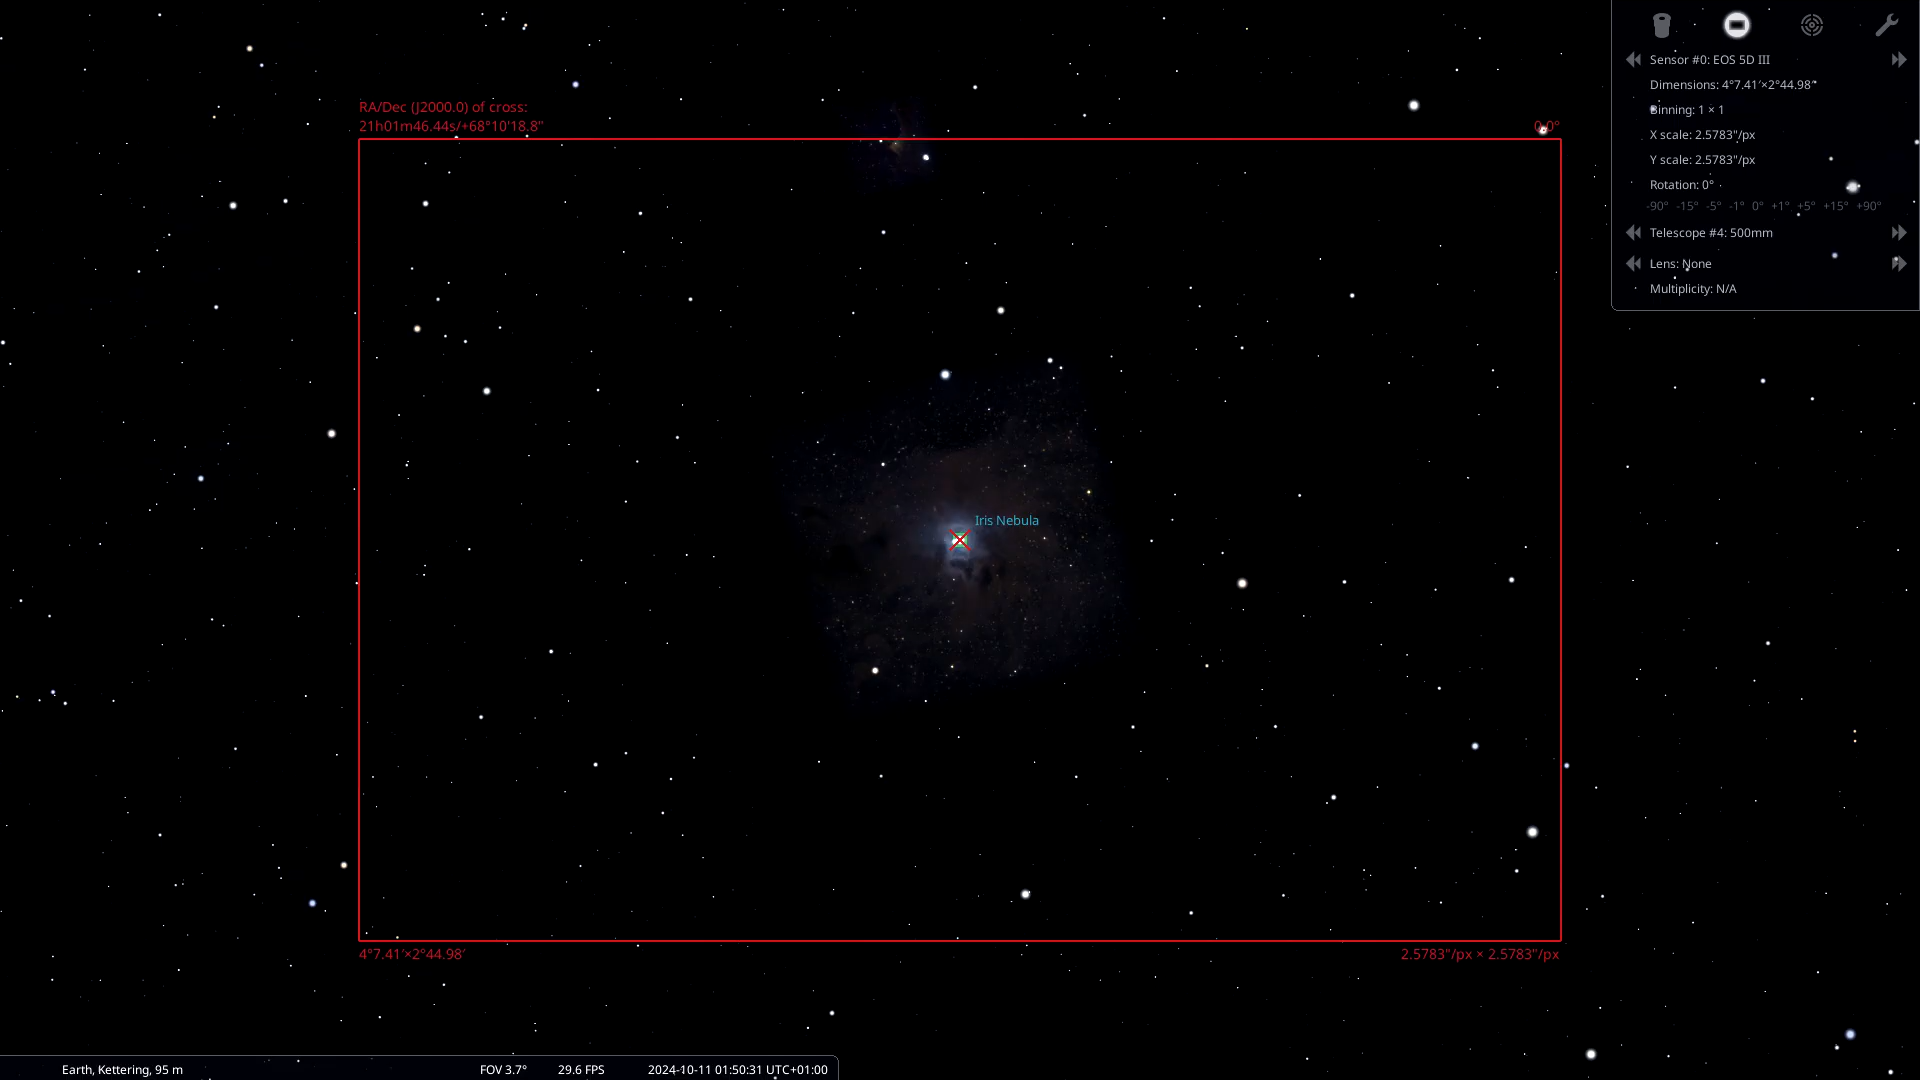 Sensor #0: EOS 5D III
Dimensions: 4°7.41′×2°44.98′
Binning: 1 × 1
X scale: 2.5783"/px
Y scale: 2.5783"/px
Rotation: 0°
-90° -15° -5° -1° 0° +1° +5° +15° +90°
Telescope #4: 500mm
Lens: None
Multiplicity: N/A
RA/Dec (J2000.0) of cross:
21h01m46.44s/+68°10'18.8"
0.0°
Iris Nebula
4°7.41′×2°44.98′
2.5783"/px × 2.5783"/px
Earth, Kettering, 95 m
FOV 3.7°
29.6 FPS
2024-10-11 01:50:31 UTC+01:00